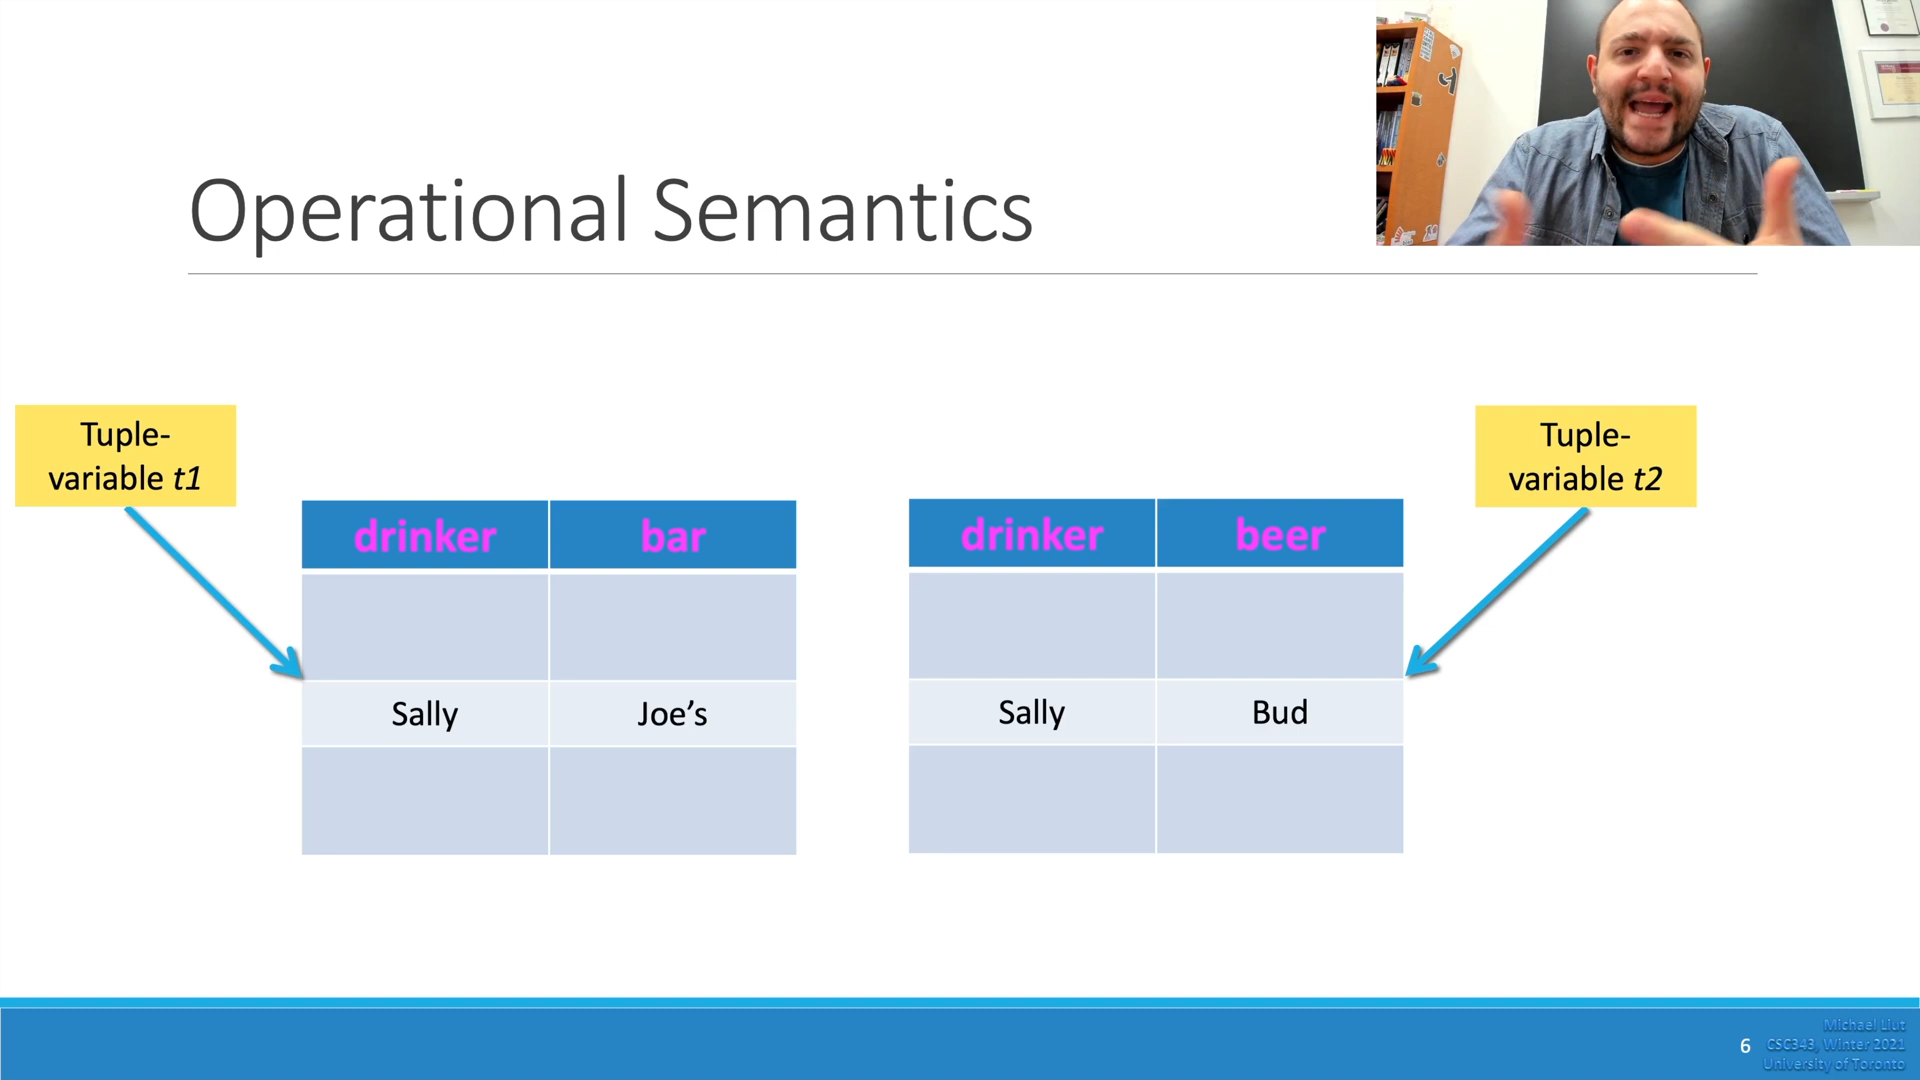 Operational Semantics
Tuple-
variable t1
Tuple-
variable t2
drinker bar
Sally Joe’s
drinker beer
Sally Bud
6
Michael Liut
CSC343, Winter 2021
University of Toronto